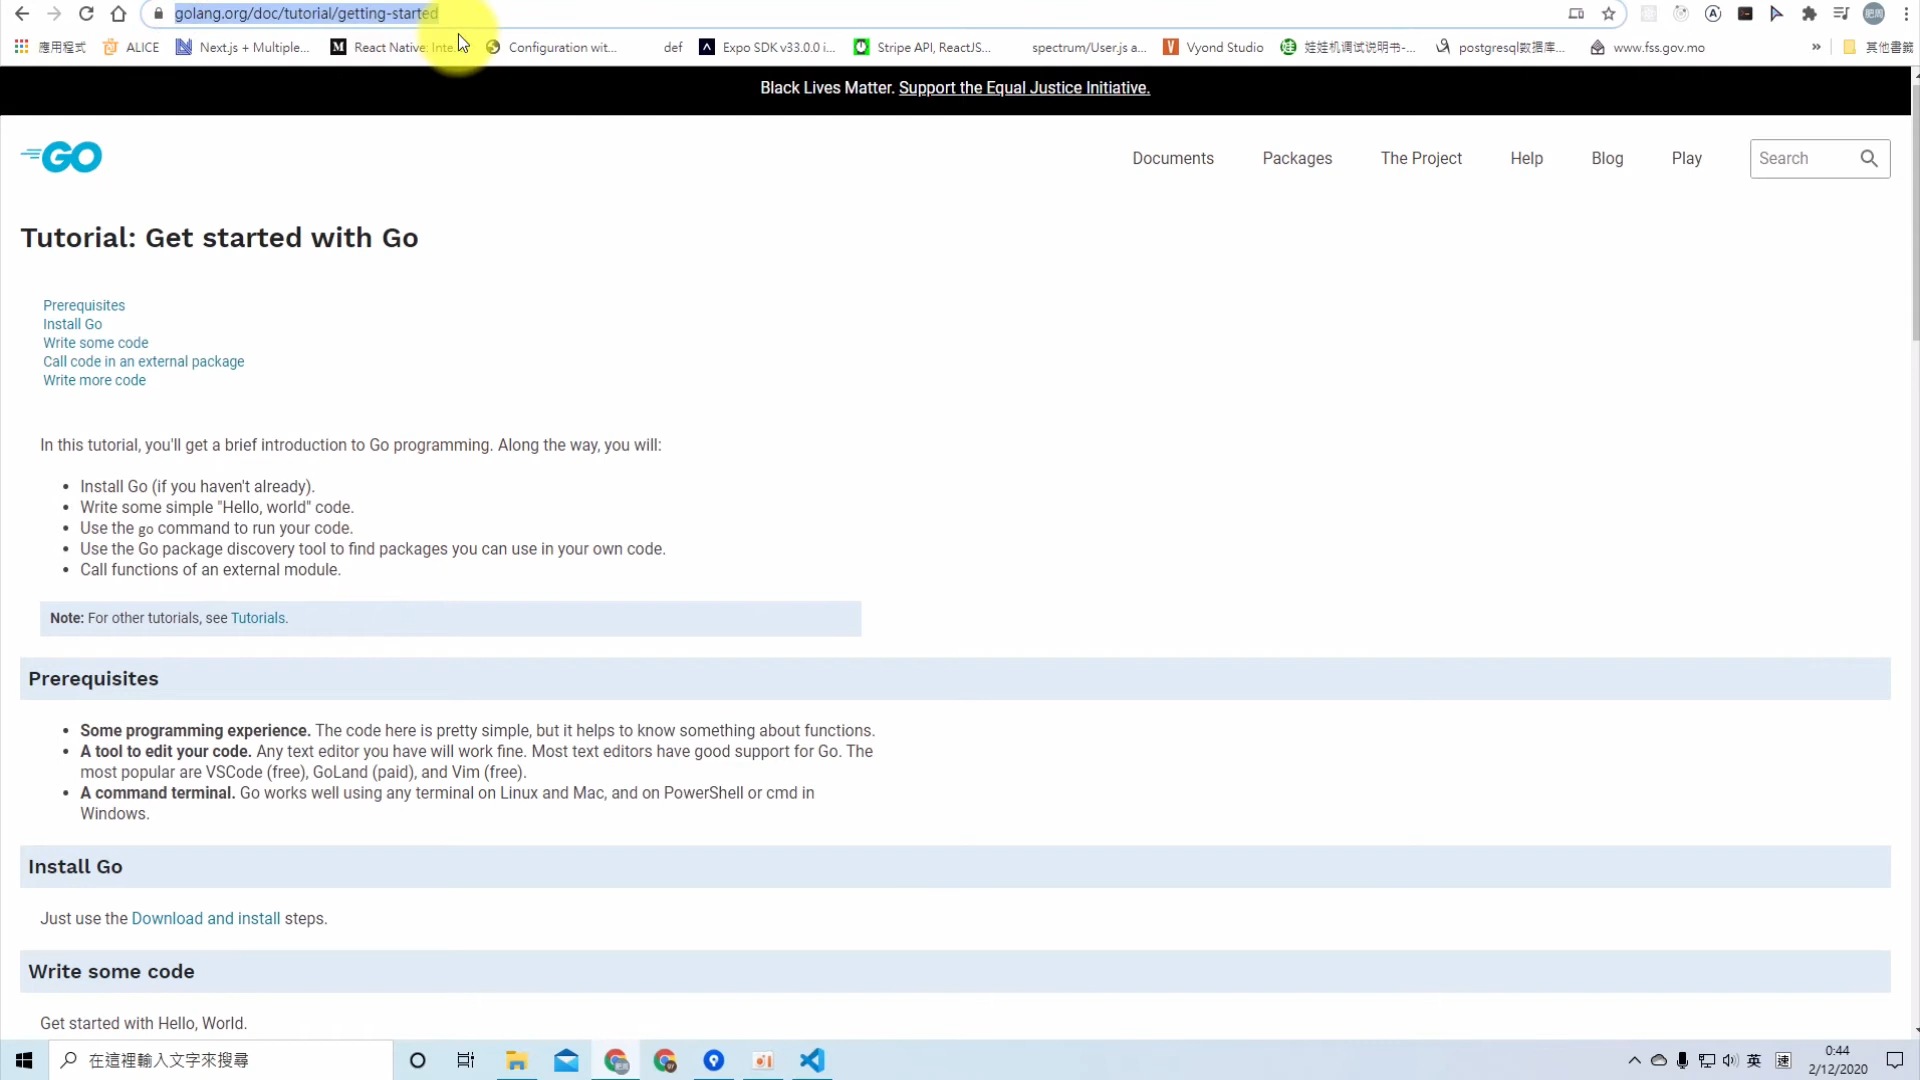 golang.org/doc/tutorial/getting-started
應用程式 ALICE Next.js + Multiple... React Native: Inte... Configuration wit... def Expo SDK v33.0.0 i... Stripe API, ReactJS... spectrum/User.js a... Vyond Studio 娃娃机调试说明书-... postgresql数据库... www.fss.gov.mo » 其他書籤
Black Lives Matter. Support the Equal Justice Initiative.
GO Documents Packages The Project Help Blog Play Search
Tutorial: Get started with Go
Prerequisites
Install Go
Write some code
Call code in an external package
Write more code
In this tutorial, you'll get a brief introduction to Go programming. Along the way, you will:
• Install Go (if you haven't already).
• Write some simple "Hello, world" code.
• Use the go command to run your code.
• Use the Go package discovery tool to find packages you can use in your own code.
• Call functions of an external module.
Note: For other tutorials, see Tutorials.
Prerequisites
• Some programming experience. The code here is pretty simple, but it helps to know something about functions.
• A tool to edit your code. Any text editor you have will work fine. Most text editors have good support for Go. The
most popular are VSCode (free), GoLand (paid), and Vim (free).
• A command terminal. Go works well using any terminal on Linux and Mac, and on PowerShell or cmd in
Windows.
Install Go
Just use the Download and install steps.
Write some code
Get started with Hello, World.
在這裡輸入文字來搜尋
英
速
0:44
2/12/2020